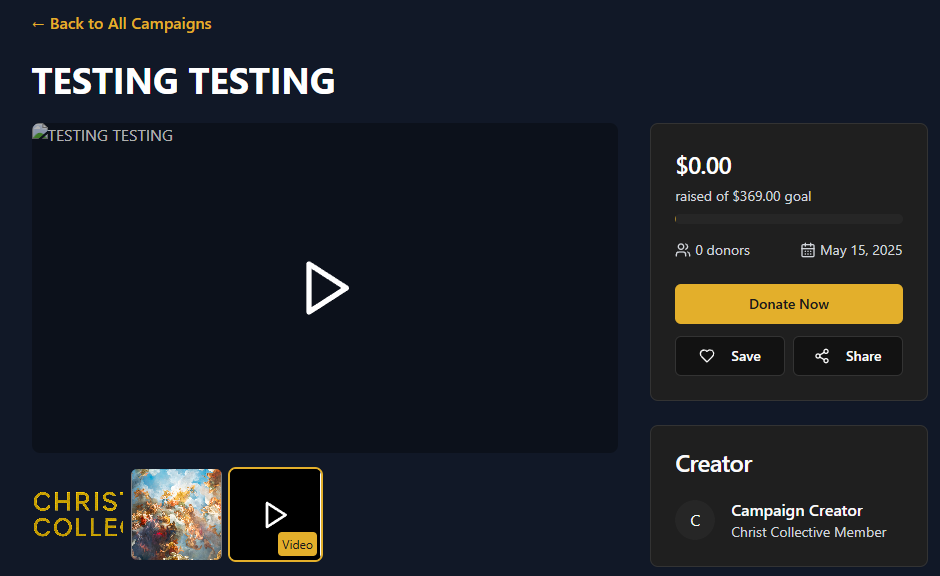 ← Back to All Campaigns
TESTING TESTING
TESTING TESTING
$0.00
raised of $369.00 goal
0 donors
May 15, 2025
Donate Now
Save
Share
CHRIST
COLLE
Video
Creator
C
Campaign Creator
Christ Collective Member